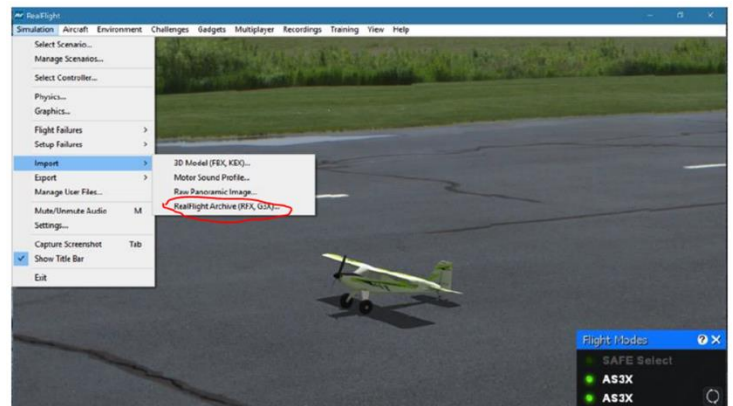 RealFlight
Simulation Aircraft Environment Challenges Gadgets Multiplayer Recordings Training View Help
Select Scenario...
Manage Scenarios...
Select Controller...
Physics...
Graphics...
Flight Failures >
Setup Failures >
Import >
3D Model (FBX, KEX)...
Export >
Motor Sound Profile...
Manage User Files...
Raw Panoramic Image...
Mute/Unmute Audio M
RealFlight Archive (RFX, G3X)...
Settings...
Capture Screenshot Tab
Show Title Bar
Exit
Flight Modes
SAFE Select
AS3X
AS3X